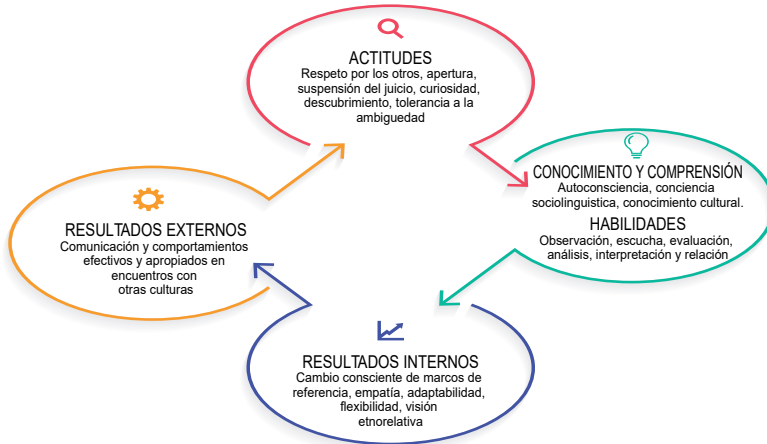 ACTITUDES
Respeto por los otros, apertura,
suspensión del juicio, curiosidad,
descubrimiento, tolerancia a la
ambiguedad
CONOCIMIENTO Y COMPRENSIÓN
Autoconsciencia, conciencia
sociolinguistica, conocimiento cultural.
HABILIDADES
Observación, escucha, evaluación,
análisis, interpretación y relación
RESULTADOS INTERNOS
Cambio consciente de marcos de
referencia, empatía, adaptabilidad,
flexibilidad, visión
etnorelativa
RESULTADOS EXTERNOS
Comunicación y comportamientos
efectivos y apropiados en
encuentros con
otras culturas